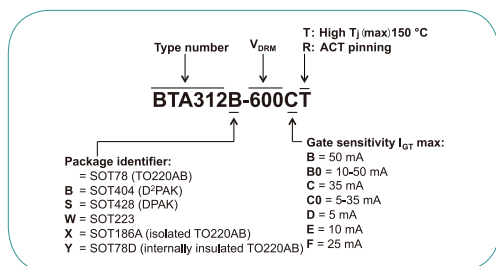 T: High Tj (max)150 °C
R: ACT pinning
Type number
VDRM
BTA312B-600CT
Package identifier:
= SOT78 (TO220AB)
B = SOT404 (D²PAK)
S = SOT428 (DPAK)
W = SOT223
X = SOT186A (isolated TO220AB)
Y = SOT78D (internally insulated TO220AB)
Gate sensitivity IGT max:
B = 50 mA
B0 = 10-50 mA
C = 35 mA
C0 = 5-35 mA
D = 5 mA
E = 10 mA
F = 25 mA